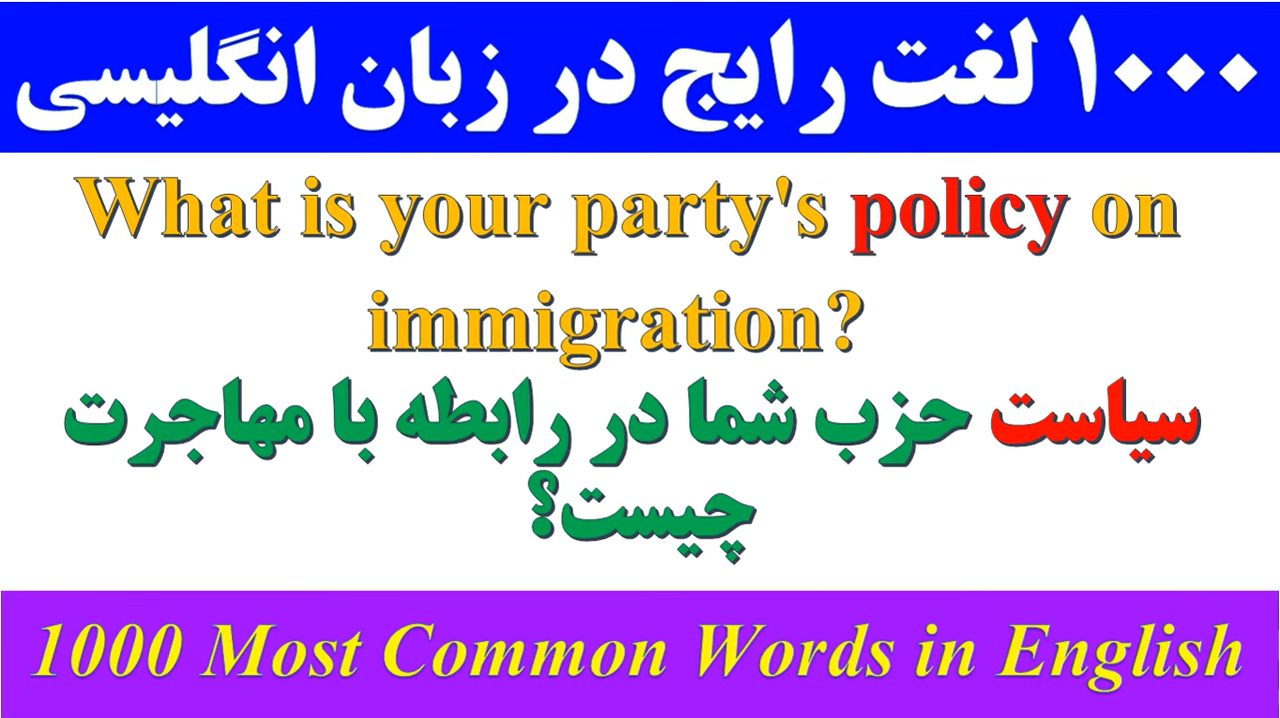 ۱۰۰۰ لغت رایج در زبان انگلیسی
What is your party's policy on
immigration?
سیاست حزب شما در رابطه با مهاجرت
چیست؟
1000 Most Common Words in English